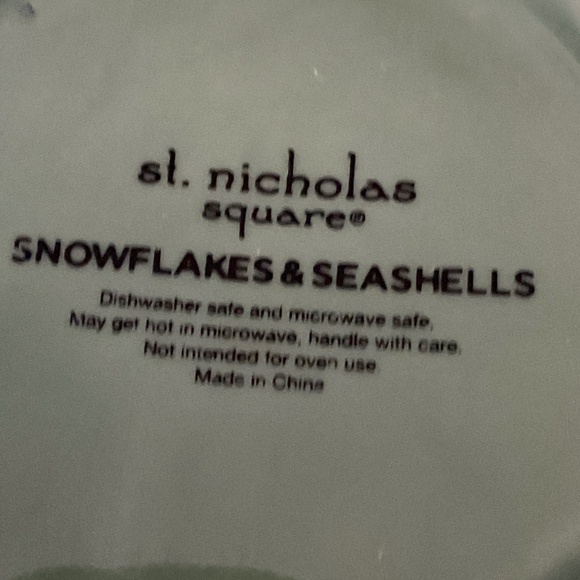 st. nicholas
square®
SNOWFLAKES & SEASHELLS
Dishwasher safe and microwave safe.
May get hot in microwave, handle with care.
Not intended for oven use
Made in China